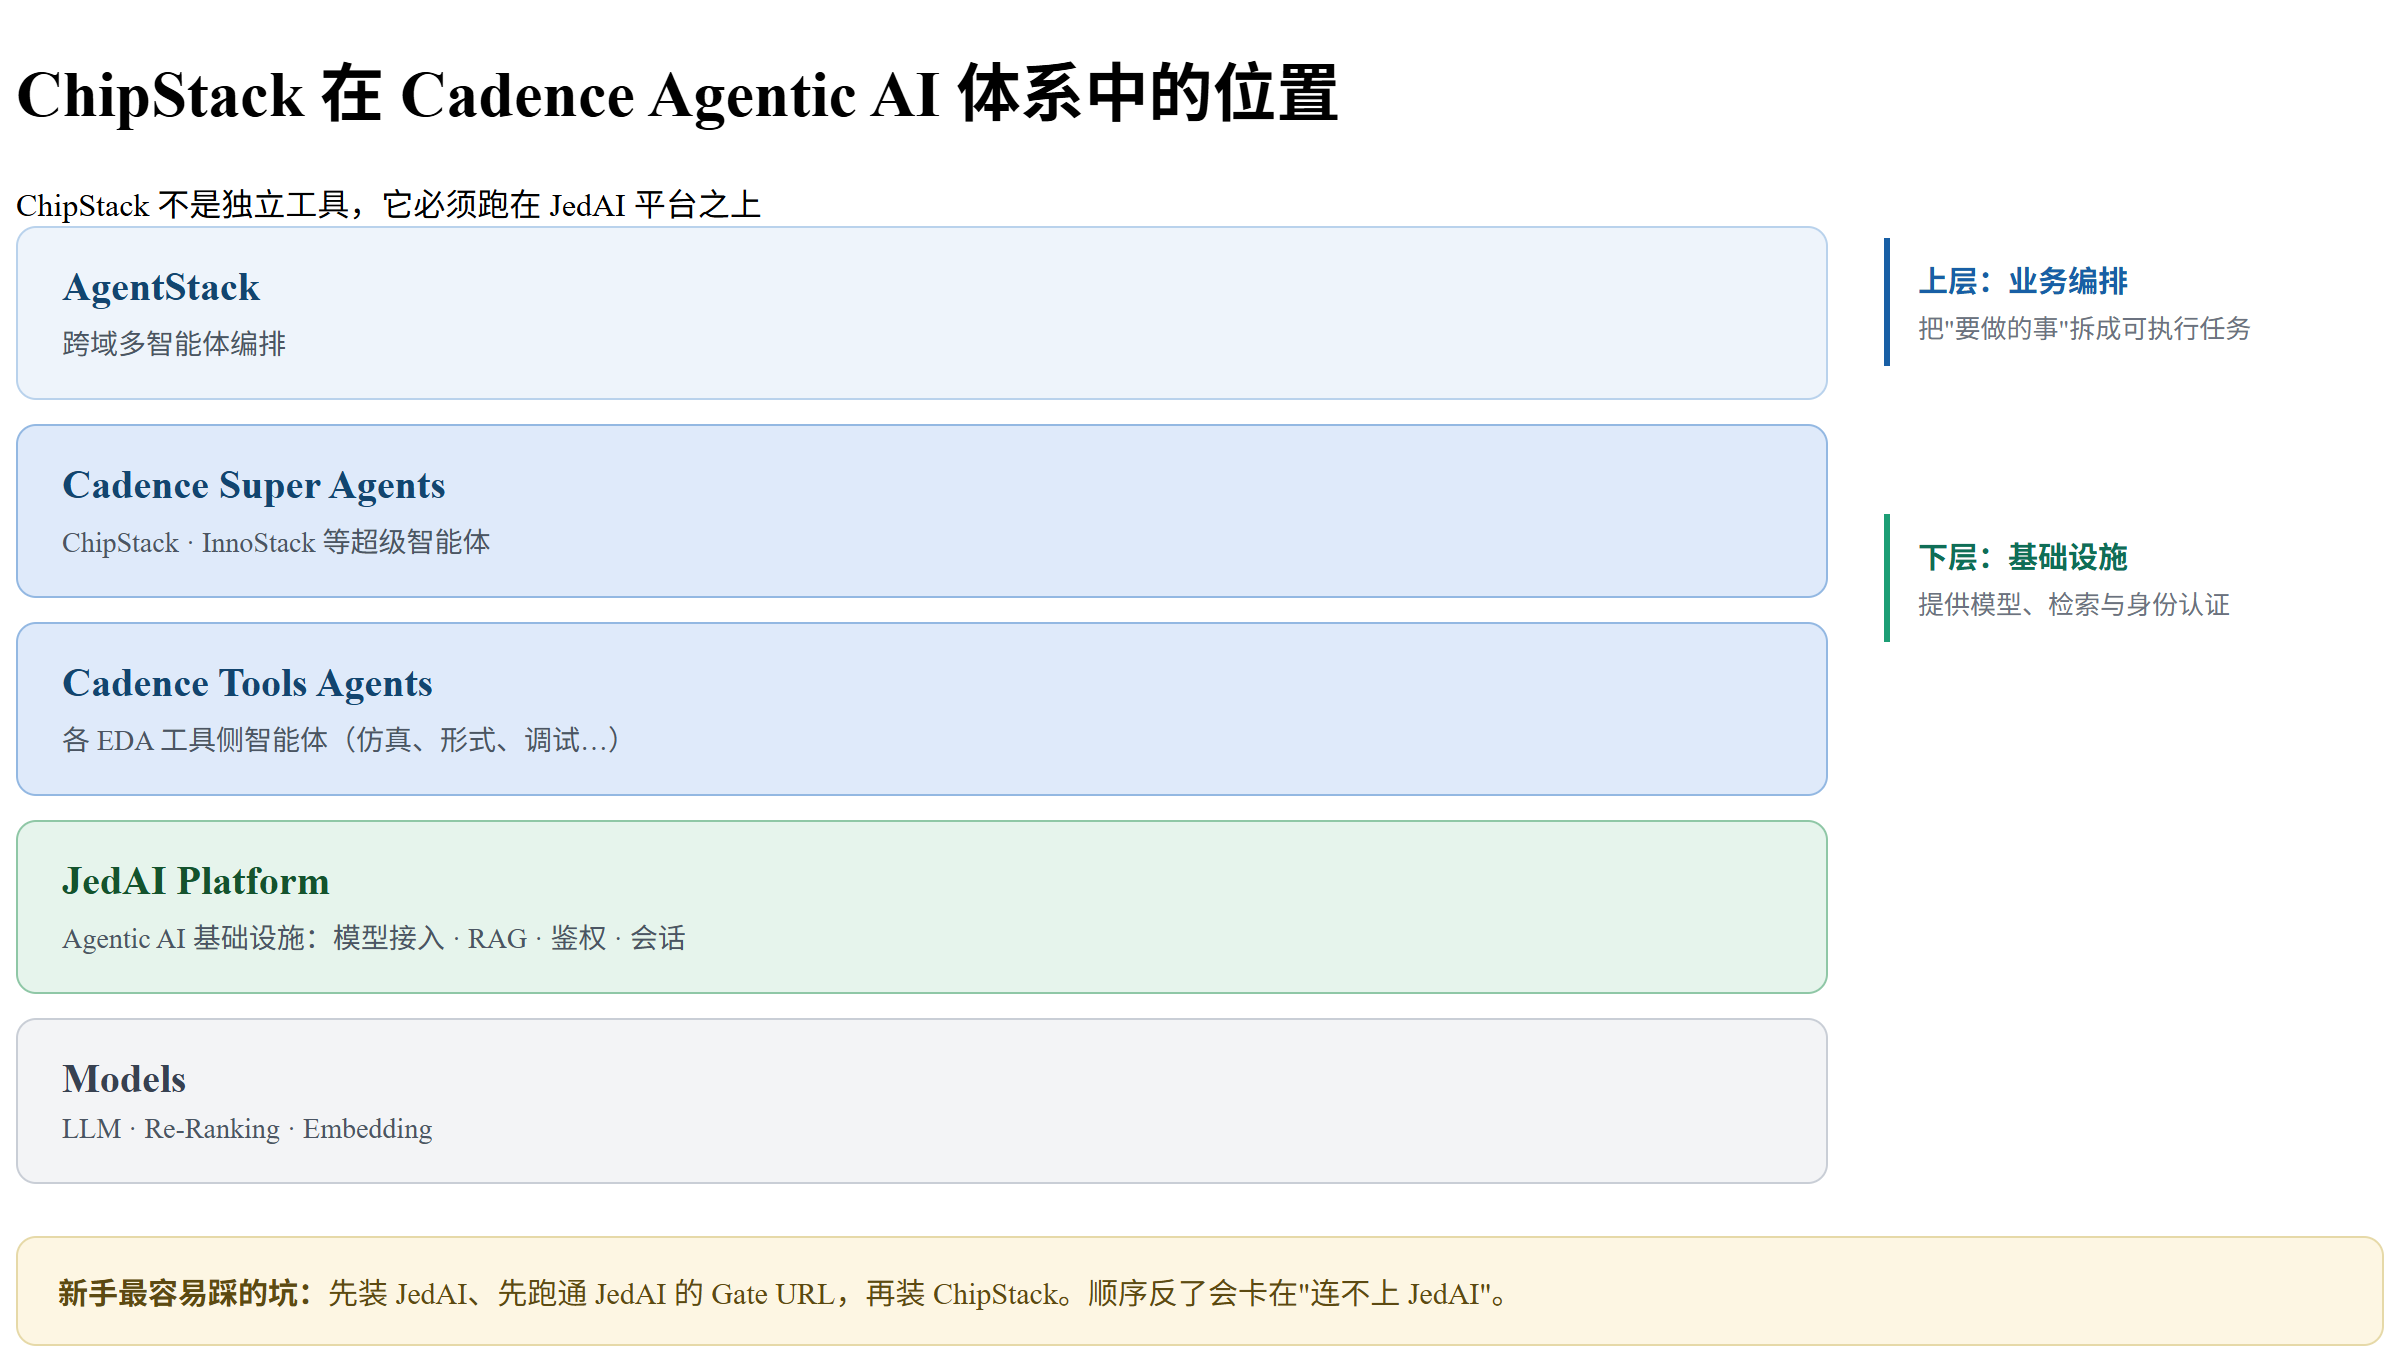 ChipStack 在 Cadence Agentic AI 体系中的位置
ChipStack 不是独立工具，它必须跑在 JedAI 平台之上
AgentStack
跨域多智能体编排
Cadence Super Agents
ChipStack · InnoStack 等超级智能体
Cadence Tools Agents
各 EDA 工具侧智能体（仿真、形式、调试…）
JedAI Platform
Agentic AI 基础设施：模型接入 · RAG · 鉴权 · 会话
Models
LLM · Re-Ranking · Embedding
上层：业务编排
把"要做的事"拆成可执行任务
下层：基础设施
提供模型、检索与身份认证
新手最容易踩的坑：先装 JedAI、先跑通 JedAI 的 Gate URL，再装 ChipStack。顺序反了会卡在"连不上 JedAI"。